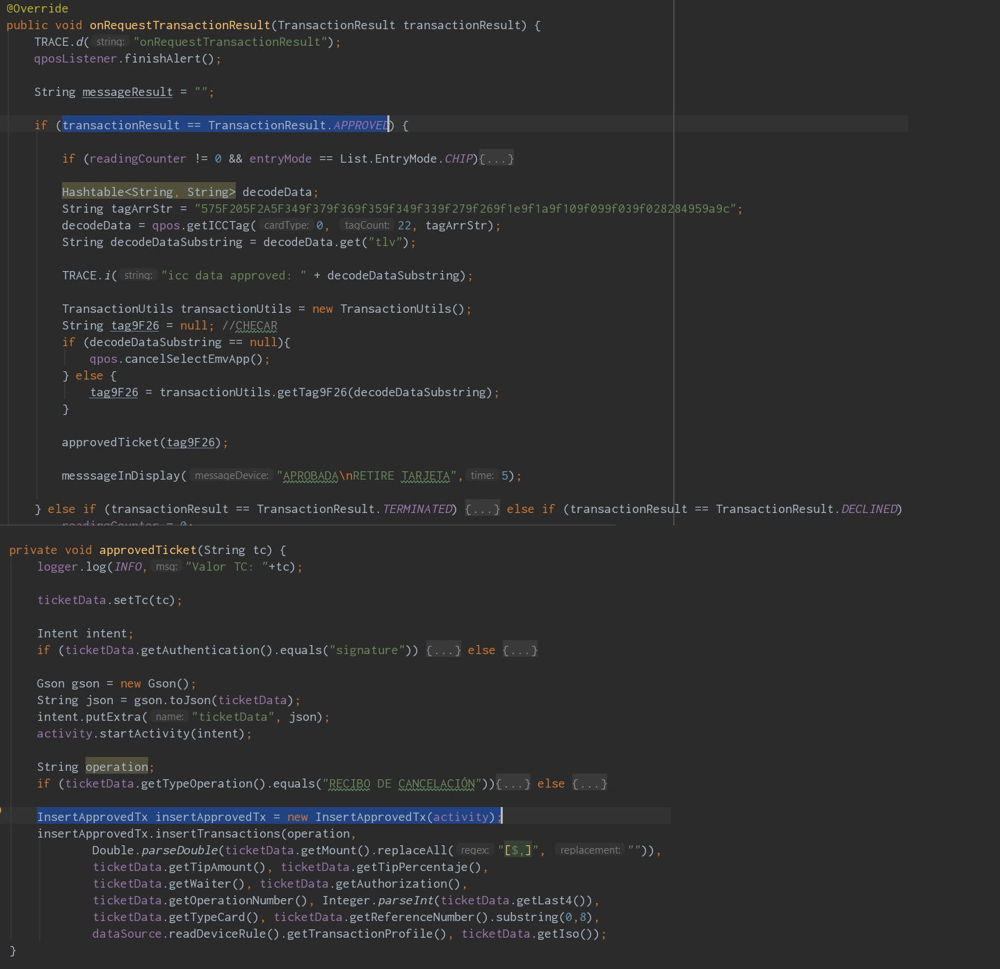 @Override
public void onRequestTransactionResult(TransactionResult transactionResult) {
TRACE.d( string: "onRequestTransactionResult");
qposListener.finishAlert();
String messageResult = "";
if (transactionResult == TransactionResult.APPROVED) {
if (readingCounter != 0 && entryMode == List.EntryMode.CHIP){...}
Hashtable<String, String> decodeData;
String tagArrStr = "575F205F2A5F349f379f369f359f349f339f279f269f1e9f1a9f109f099f039f028284959a9c";
decodeData = qpos.getICCTag( cardType: 0, tagCount: 22, tagArrStr);
String decodeDataSubstring = decodeData.get("tlv");
TRACE.i( string: "icc data approved: " + decodeDataSubstring);
TransactionUtils transactionUtils = new TransactionUtils();
String tag9F26 = null; //CHECAR
if (decodeDataSubstring == null){
qpos.cancelSelectEmvApp();
} else {
tag9F26 = transactionUtils.getTag9F26(decodeDataSubstring);
}
approvedTicket(tag9F26);
messsageInDisplay( messageDevice: "APROBADA\nRETIRE TARJETA", time: 5);
} else if (transactionResult == TransactionResult.TERMINATED) {...} else if (transactionResult == TransactionResult.DECLINED)
readingCounter = 0;
private void approvedTicket(String tc) {
logger.log(INFO, msg: "Valor TC: "+tc);
ticketData.setTc(tc);
Intent intent;
if (ticketData.getAuthentication().equals("signature")) {...} else {...}
Gson gson = new Gson();
String json = gson.toJson(ticketData);
intent.putExtra( name: "ticketData", json);
activity.startActivity(intent);
String operation;
if (ticketData.getTypeOperation().equals("RECIBO DE CANCELACIÓN")){...} else {...}
InsertApprovedTx insertApprovedTx = new InsertApprovedTx(activity);
insertApprovedTx.insertTransactions(operation,
Double.parseDouble(ticketData.getMount().replaceAll( regex: "[$,]", replacement: "")),
ticketData.getTipAmount(), ticketData.getTipPercentaje(),
ticketData.getWaiter(), ticketData.getAuthorization(),
ticketData.getOperationNumber(), Integer.parseInt(ticketData.getLast4()),
ticketData.getTypeCard(), ticketData.getReferenceNumber().substring(0,8),
dataSource.readDeviceRule().getTransactionProfile(), ticketData.getIso());
}